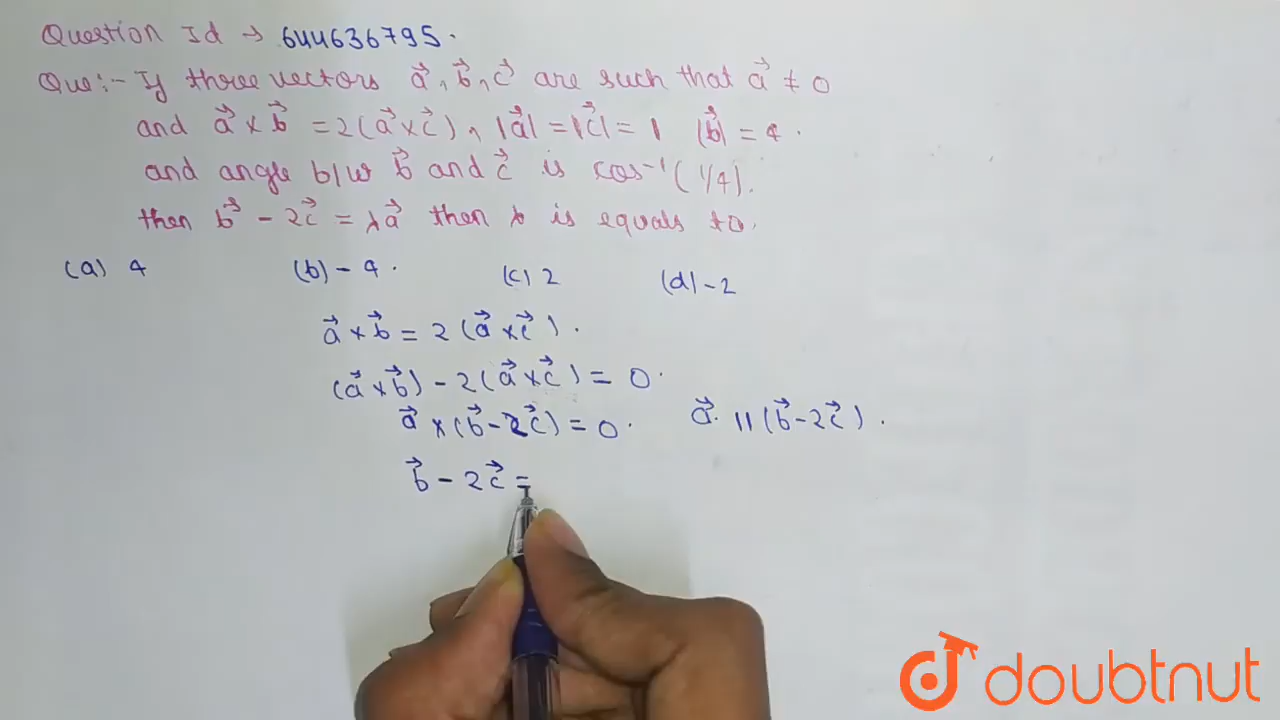 Question Id → 644636795.
Que:- If three vectors a⃗, b⃗, c⃗ are such that a⃗ ≠ 0
and a⃗ × b⃗ = 2(a⃗ × c⃗), |a⃗| = |c⃗| = 1 |b⃗| = 4.
and angle b/w b⃗ and c⃗ is cos⁻¹(1/4).
then b⃗ - 2c⃗ = λa⃗ then λ is equals to.
(a) 4 (b) - 4. (c) 2 (d) - 2
a⃗ × b⃗ = 2(a⃗ × c⃗).
(a⃗ × b⃗) - 2(a⃗ × c⃗) = 0.
a⃗ × (b⃗ - 2c⃗) = 0. a⃗. || (b⃗ - 2c⃗).
b⃗ - 2c⃗ =
doubtnut